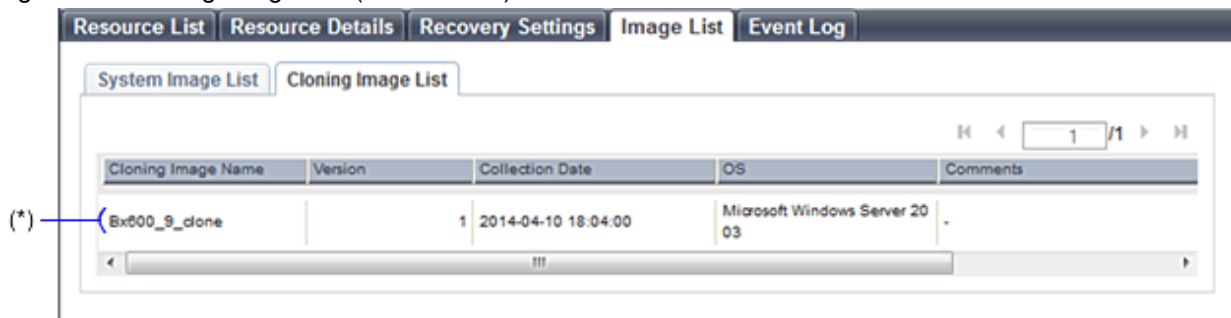 Resource List Resource Details Recovery Settings Image List Event Log
System Image List Cloning Image List
1 /1
Cloning Image Name Version Collection Date OS Comments
(*) Bx600_9_clone 1 2014-04-10 18:04:00 Microsoft Windows Server 20
03 -